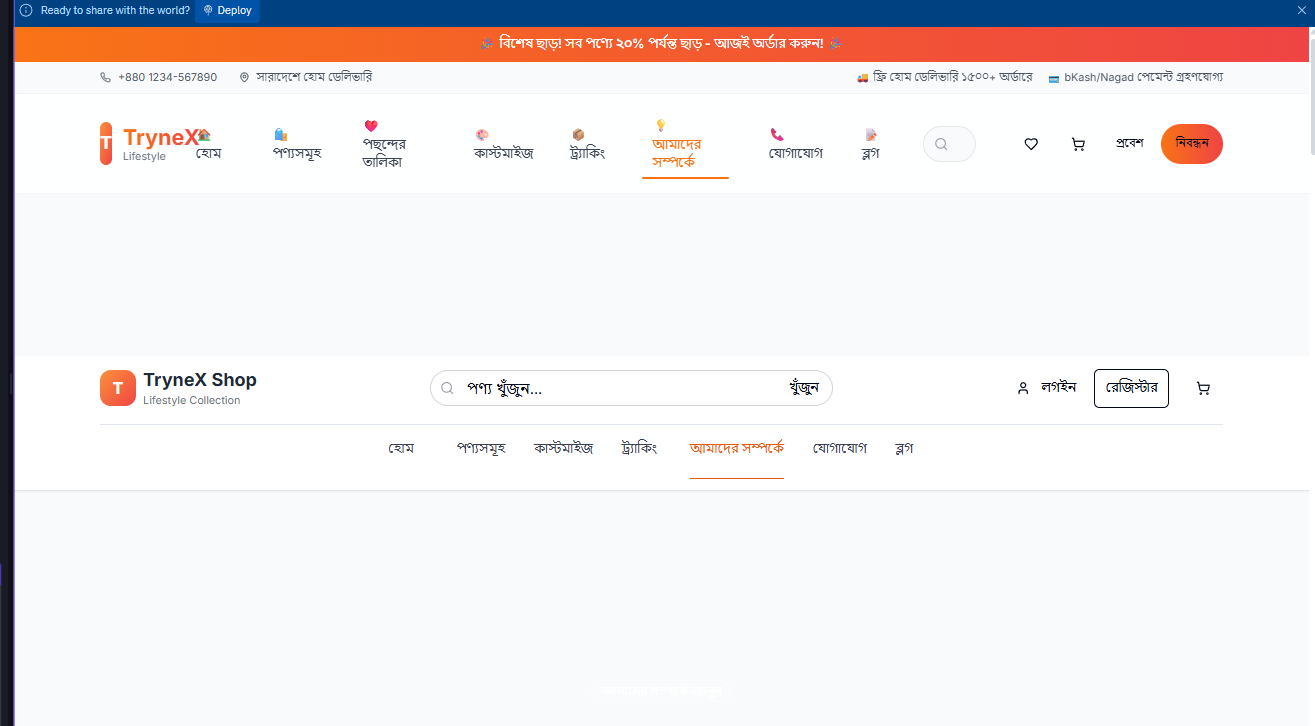 Ready to share with the world? Deploy
🎉 বিশেষ ছাড়! সব পণ্যে ২০% পর্যন্ত ছাড় - আজই অর্ডার করুন! 🎉
+880 1234-567890 সারাদেশে হোম ডেলিভারি 🚚 ফ্রি হোম ডেলিভারি ১৫০০+ অর্ডারে 💳 bKash/Nagad পেমেন্ট গ্রহণযোগ্য
T TryneX
Lifestyle
🏠 হোম
🛍️ পণ্যসমূহ
❤️ পছন্দের
তালিকা
🎨 কাস্টমাইজ
📦 ট্র্যাকিং
💡 আমাদের
সম্পর্কে
📞 যোগাযোগ
📝 ব্লগ
প্রবেশ
নিবন্ধন
T TryneX Shop
Lifestyle Collection
পণ্য খুঁজুন... খুঁজুন
লগইন রেজিস্টার
হোম পণ্যসমূহ কাস্টমাইজ ট্র্যাকিং আমাদের সম্পর্কে যোগাযোগ ব্লগ